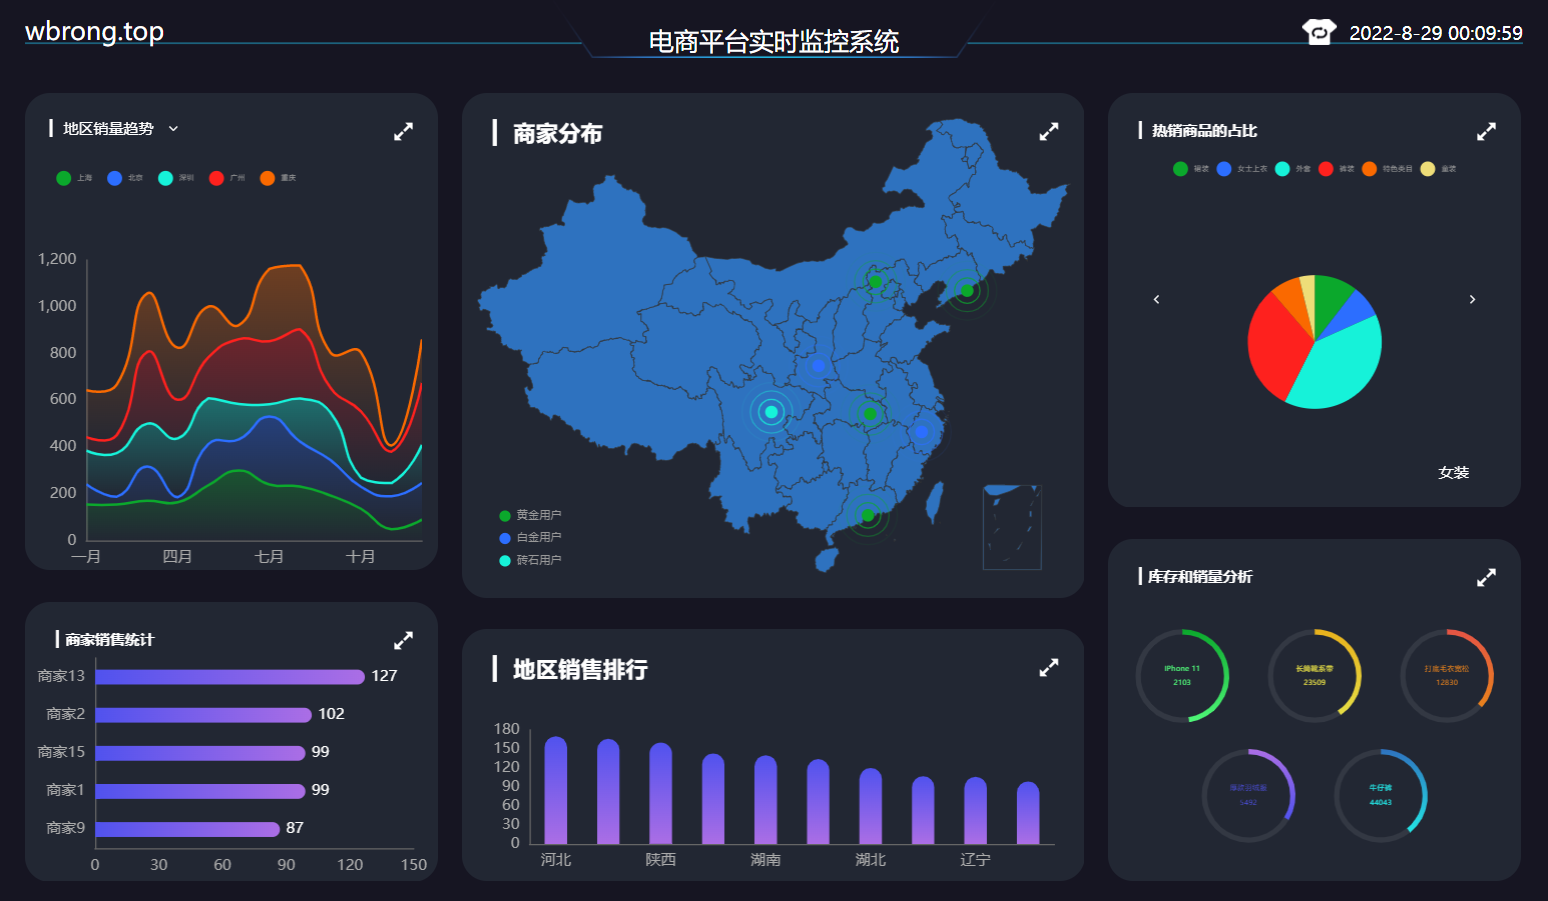 wbrong.top
电商平台实时监控系统
2022-8-29 00:09:59
地区销量趋势
上海 北京 深圳 广州 重庆
1,200
1,000
800
600
400
200
0
一月 四月 七月 十月
商家销售统计
商家13 127
商家2 102
商家15 99
商家1 99
商家9 87
0 30 60 90 120 150
商家分布
黄金用户
白金用户
砖石用户
地区销售排行
180
150
120
90
60
30
0
河北 陕西 湖南 湖北 辽宁
热销商品的占比
裙装 女士上衣 外套 裤装 特色类目 童装
女装
库存和销量分析
iPhone 11
2103
23509
打底毛衣宽松
12830
5492
牛仔裤
44043